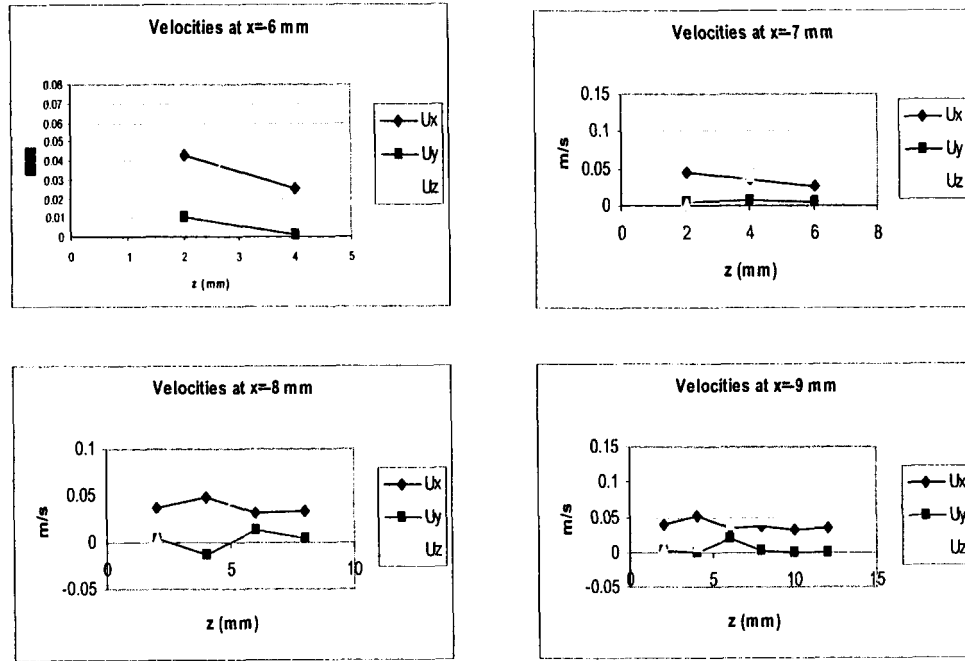 Velocities at x=-6 mm
0.08
0.07
0.06
0.05
0.04
0.03
0.02
0.01
0
0 1 2 3 4 5
z (mm)
Ux
Uy
Uz
Velocities at x=-7 mm
0.15
0.1
0.05
0
m/s
0 2 4 6 8
z (mm)
Ux
Uy
Uz
Velocities at x=-8 mm
0.1
0.05
0
-0.05
m/s
0 5 10
z (mm)
Ux
Uy
Uz
Velocities at x=-9 mm
0.15
0.1
0.05
0
-0.05
m/s
0 5 10 15
z (mm)
Ux
Uy
Uz